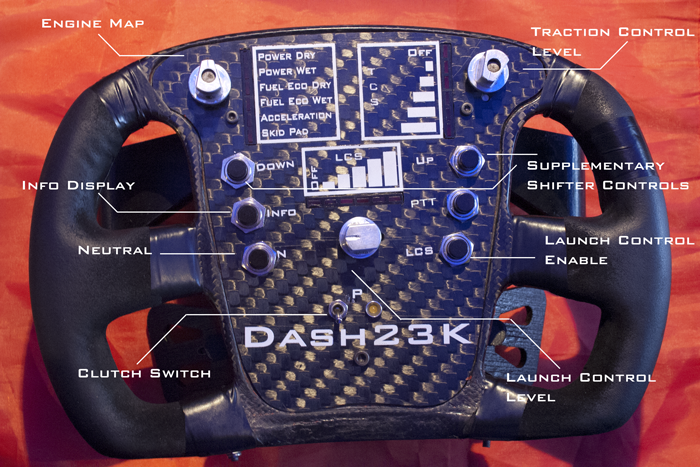 Engine Map
Traction Control
Level
Power Dry
Power Wet
Fuel Eco Dry
Fuel Eco Wet
Acceleration
Skid Pad
Off
T
C
S
LCS
Off
Down
Up
Supplementary
Shifter Controls
Info Display
Info
PTT
Neutral
N
LCS
Launch Control
Enable
P
Dash23K
Clutch Switch
Launch Control
Level